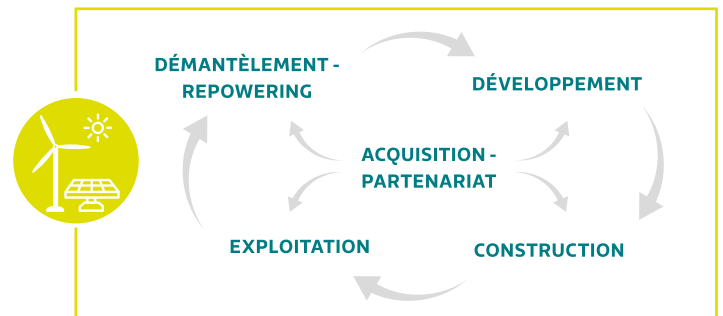 DÉMANTÈLEMENT -
REPOWERING
DÉVELOPPEMENT
ACQUISITION -
PARTENARIAT
EXPLOITATION
CONSTRUCTION